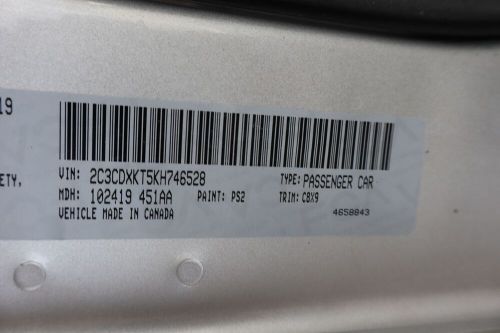 19
VIN: 2C3CDXKT5KH746528 TYPE: PASSENGER CAR
ETY, MDH: 102419 451AA PAINT: PS2 TRIM: CBX9
VEHICLE MADE IN CANADA 4658843